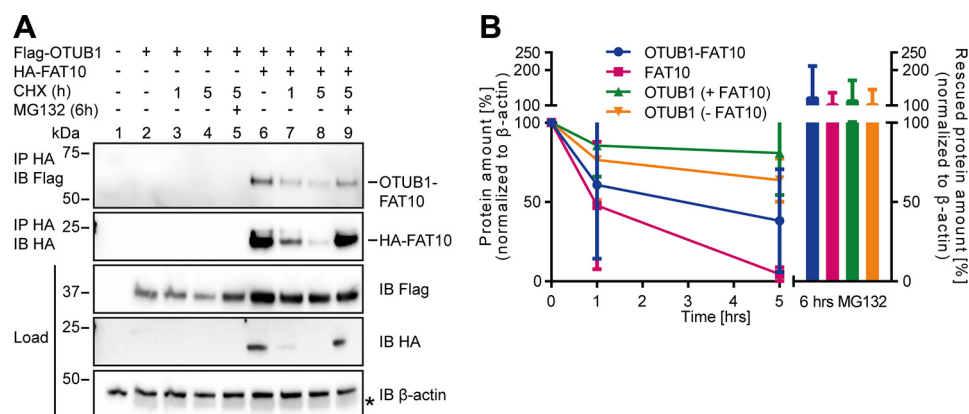 A
Flag-OTUB1 - + + + + - + + +
HA-FAT10 - - - - - + + + +
CHX (h) - - 1 5 5 - 1 5 5
MG132 (6h) - - - - + - - - +
kDa 1 2 3 4 5 6 7 8 9
IP HA
IB Flag
75-
50-
OTUB1-
FAT10
IP HA
IB HA
25-
HA-FAT10
Load
37-
IB Flag
25-
IB HA
50-
IB β-actin
*
B
OTUB1-FAT10
FAT10
OTUB1 (+ FAT10)
OTUB1 (- FAT10)
Protein amount [%]
(normalized to β-actin)
250
200
100
100
50
0
0 1 2 3 4 5
Time [hrs]
6 hrs MG132
250
200
100
100
50
0
Rescued protein amount [%]
(normalized to β-actin)